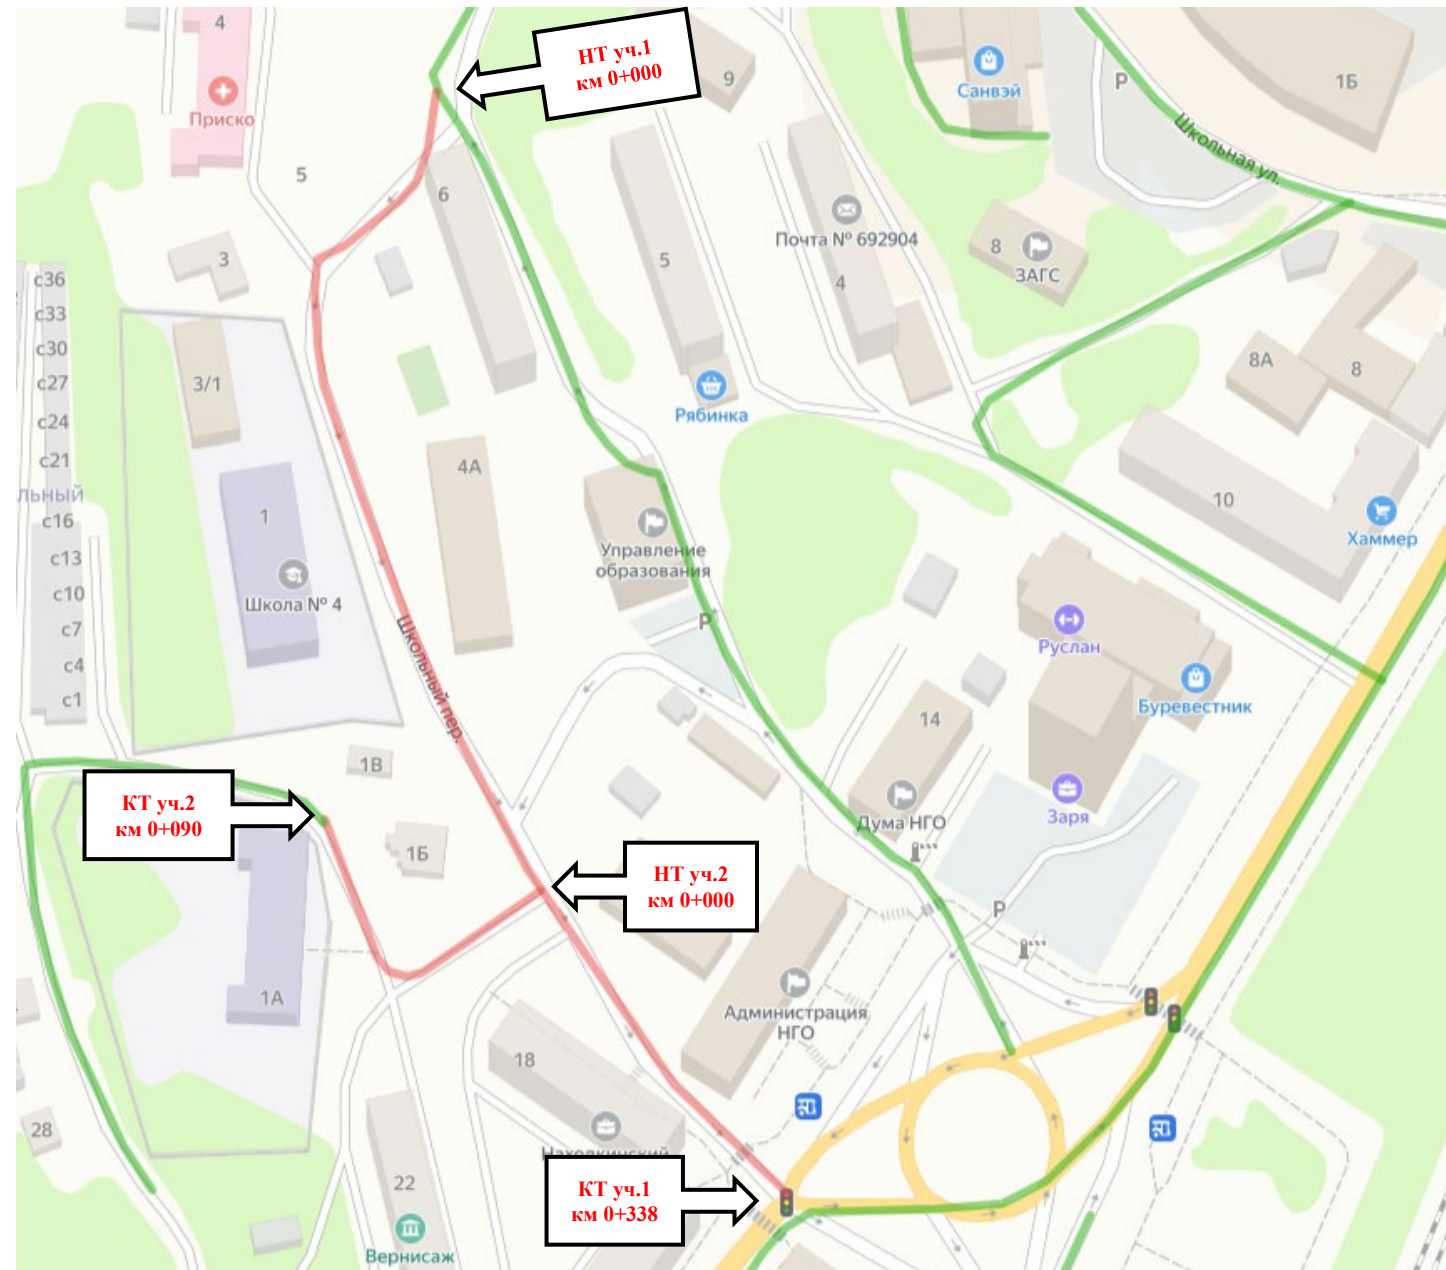 4
НТ уч.1
км 0+000
9
Санвэй
Р
1Б
Приско
Школьная ул.
5
6
Почта № 692904
8
ЗАГС
3
5
4
с36
с33
с30
с27
с24
с21
льный
с16
с13
с10
с7
с4
с1
3/1
Рябинка
8А
8
4А
10
Хаммер
1
Школа № 4
Управление
образования
Р
Руслан
Буревестник
Школьный пер.
14
1В
КТ уч.2
км 0+090
Заря
Дума НГО
1Б
НТ уч.2
км 0+000
Р
1А
Администрация
НГО
18
28
Находкинский
22
КТ уч.1
км 0+338
Вернисаж